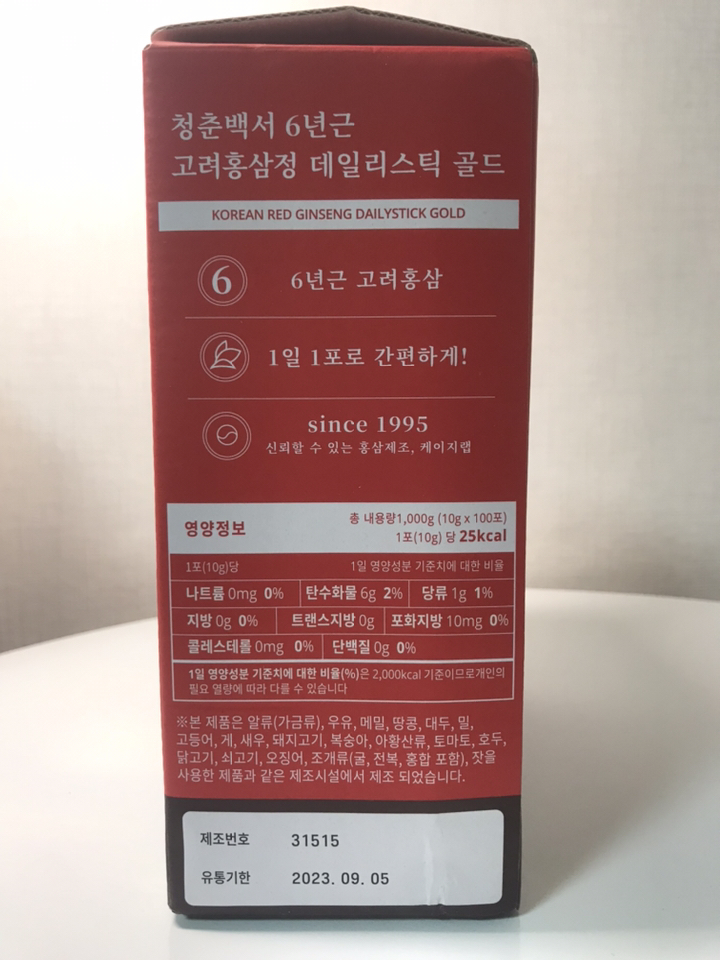 청춘백서 6년근
고려홍삼정 데일리스틱 골드
KOREAN RED GINSENG DAILYSTICK GOLD
6 6년근 고려홍삼
1일 1포로 간편하게!
since 1995
신뢰할 수 있는 홍삼제조, 케이지랩
영양정보
총 내용량1,000g (10g x 100포)
1포(10g) 당 25kcal
1포(10g)당 1일 영양성분 기준치에 대한 비율
나트륨 0mg 0% 탄수화물 6g 2% 당류 1g 1%
지방 0g 0% 트랜스지방 0g 포화지방 10mg 0%
콜레스테롤 0mg 0% 단백질 0g 0%
1일 영양성분 기준치에 대한 비율(%)은 2,000kcal 기준이므로개인의
필요 열량에 따라 다를 수 있습니다
※본 제품은 알류(가금류), 우유, 메밀, 땅콩, 대두, 밀,
고등어, 게, 새우, 돼지고기, 복숭아, 아황산류, 토마토, 호두,
닭고기, 쇠고기, 오징어, 조개류(굴, 전복, 홍합 포함), 잣을
사용한 제품과 같은 제조시설에서 제조 되었습니다.
제조번호 31515
유통기한 2023. 09. 05